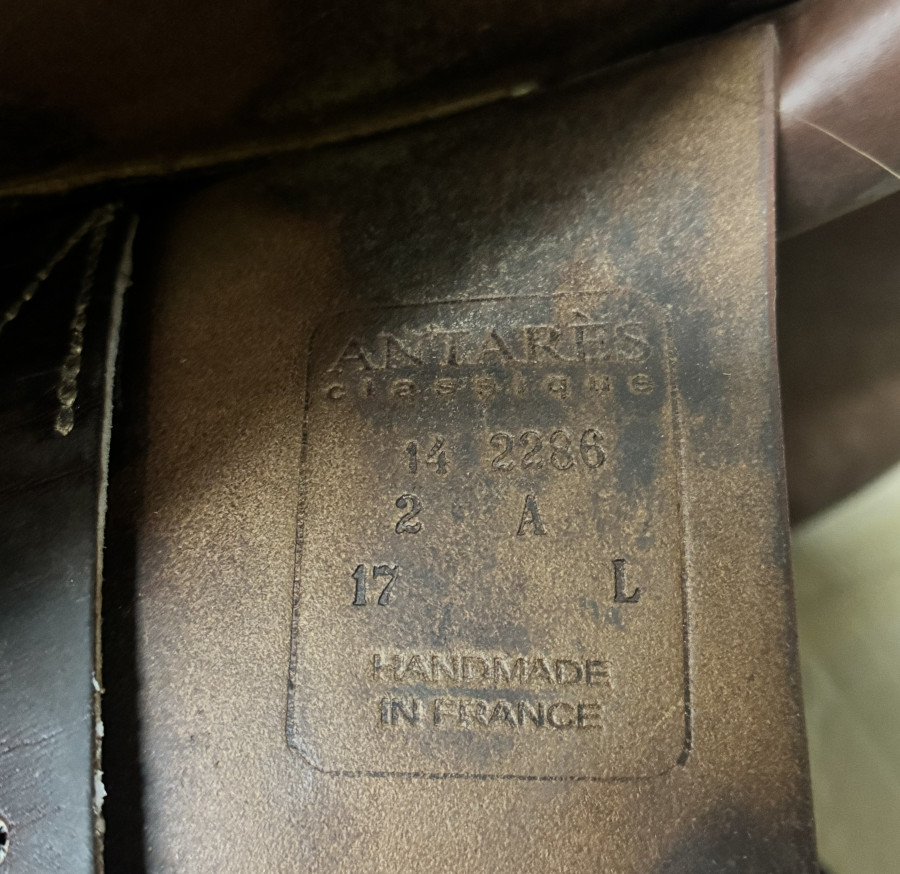 ANTARÈS
classique
14 2286
2 A
17 L
HANDMADE
IN FRANCE